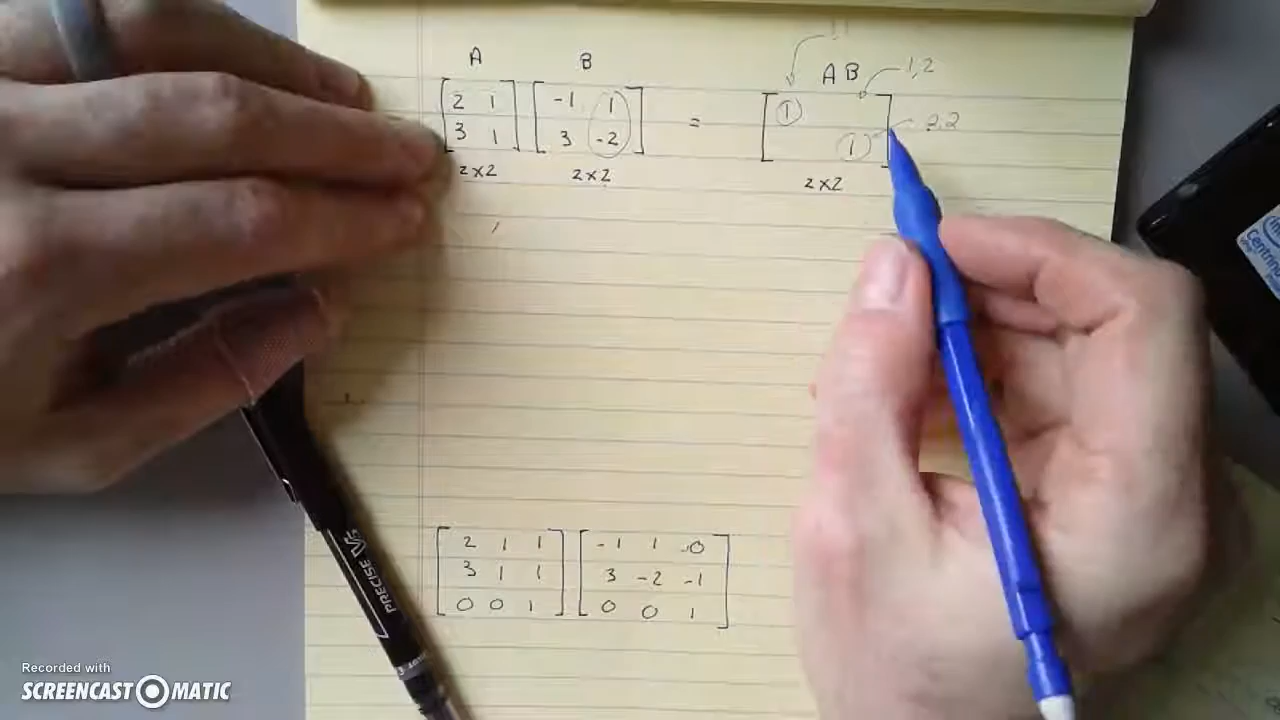 A B AB 1,2
2 1 -1 1 = 1 2,2
3 1 3 -2 1
2x2 2x2 2x2
2 1 1 -1 1 0
3 1 1 3 -2 -1
0 0 1 0 0 1
PRECISE V5
Centrino
Recorded with
SCREENCAST MATIC